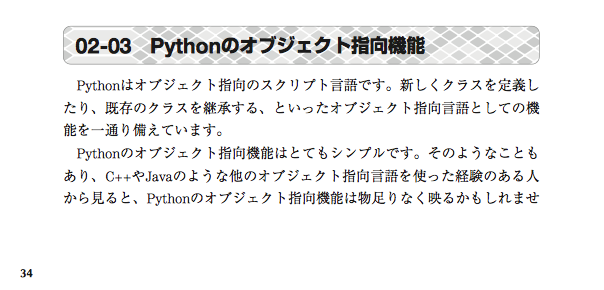 02-03 Pythonのオブジェクト指向機能
Pythonはオブジェクト指向のスクリプト言語です。新しくクラスを定義し
たり、既存のクラスを継承する、といったオブジェクト指向言語としての機
能を一通り備えています。
Pythonのオブジェクト指向機能はとてもシンプルです。そのようなことも
あり、C++やJavaのような他のオブジェクト指向言語を使った経験のある人
から見ると、Pythonのオブジェクト指向機能は物足りなく映るかもしれませ
34